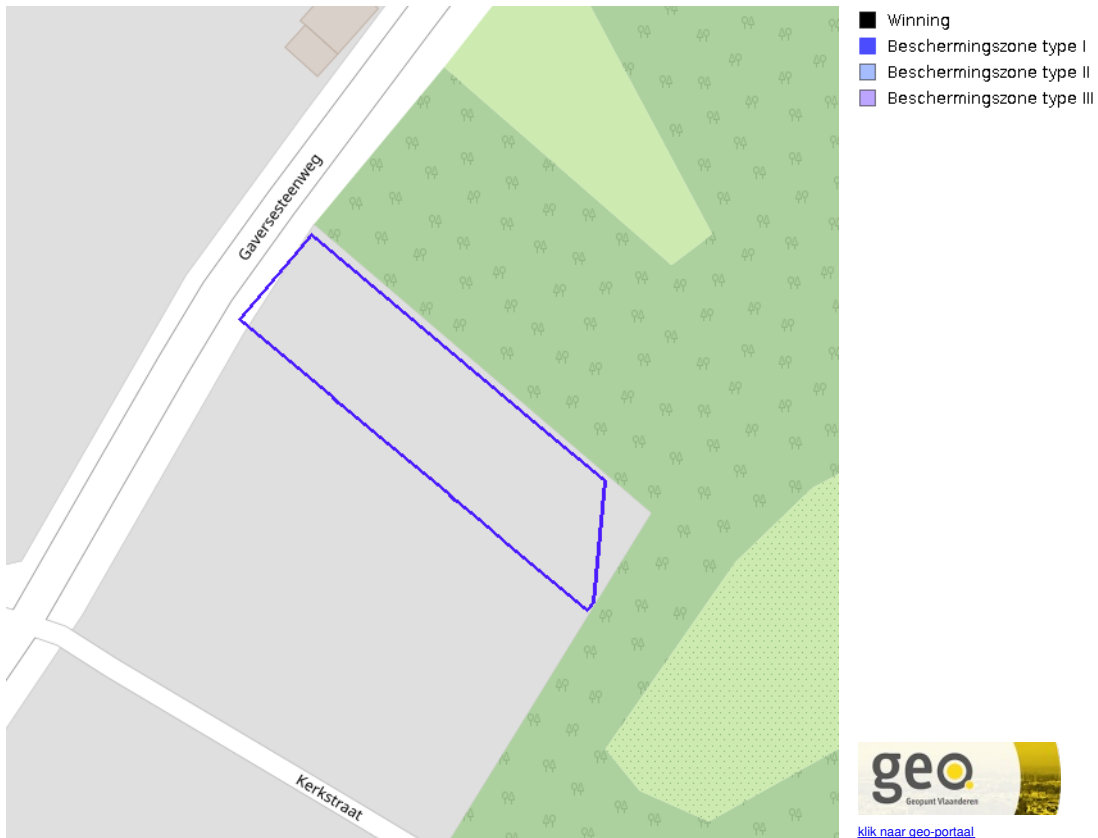 Gaversesteenweg
Kerkstraat
Winning
Beschermingszone type I
Beschermingszone type II
Beschermingszone type III
geo
Geopunt Vlaanderen
klik naar geo-portaal